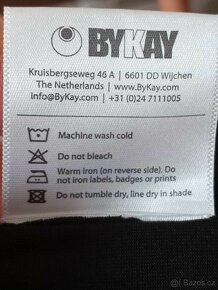 BYKAY
Kruisbergseweg 46 A | 6601 DD Wijchen
The Netherlands | www.ByKay.com
info@ByKay.com | +31 (0)24 7111005
Machine wash cold
Do not bleach
Warm iron (on reverse side). Do
not iron labels, badges or prints
Do not tumble dry, line dry in shade
Bazos.cz